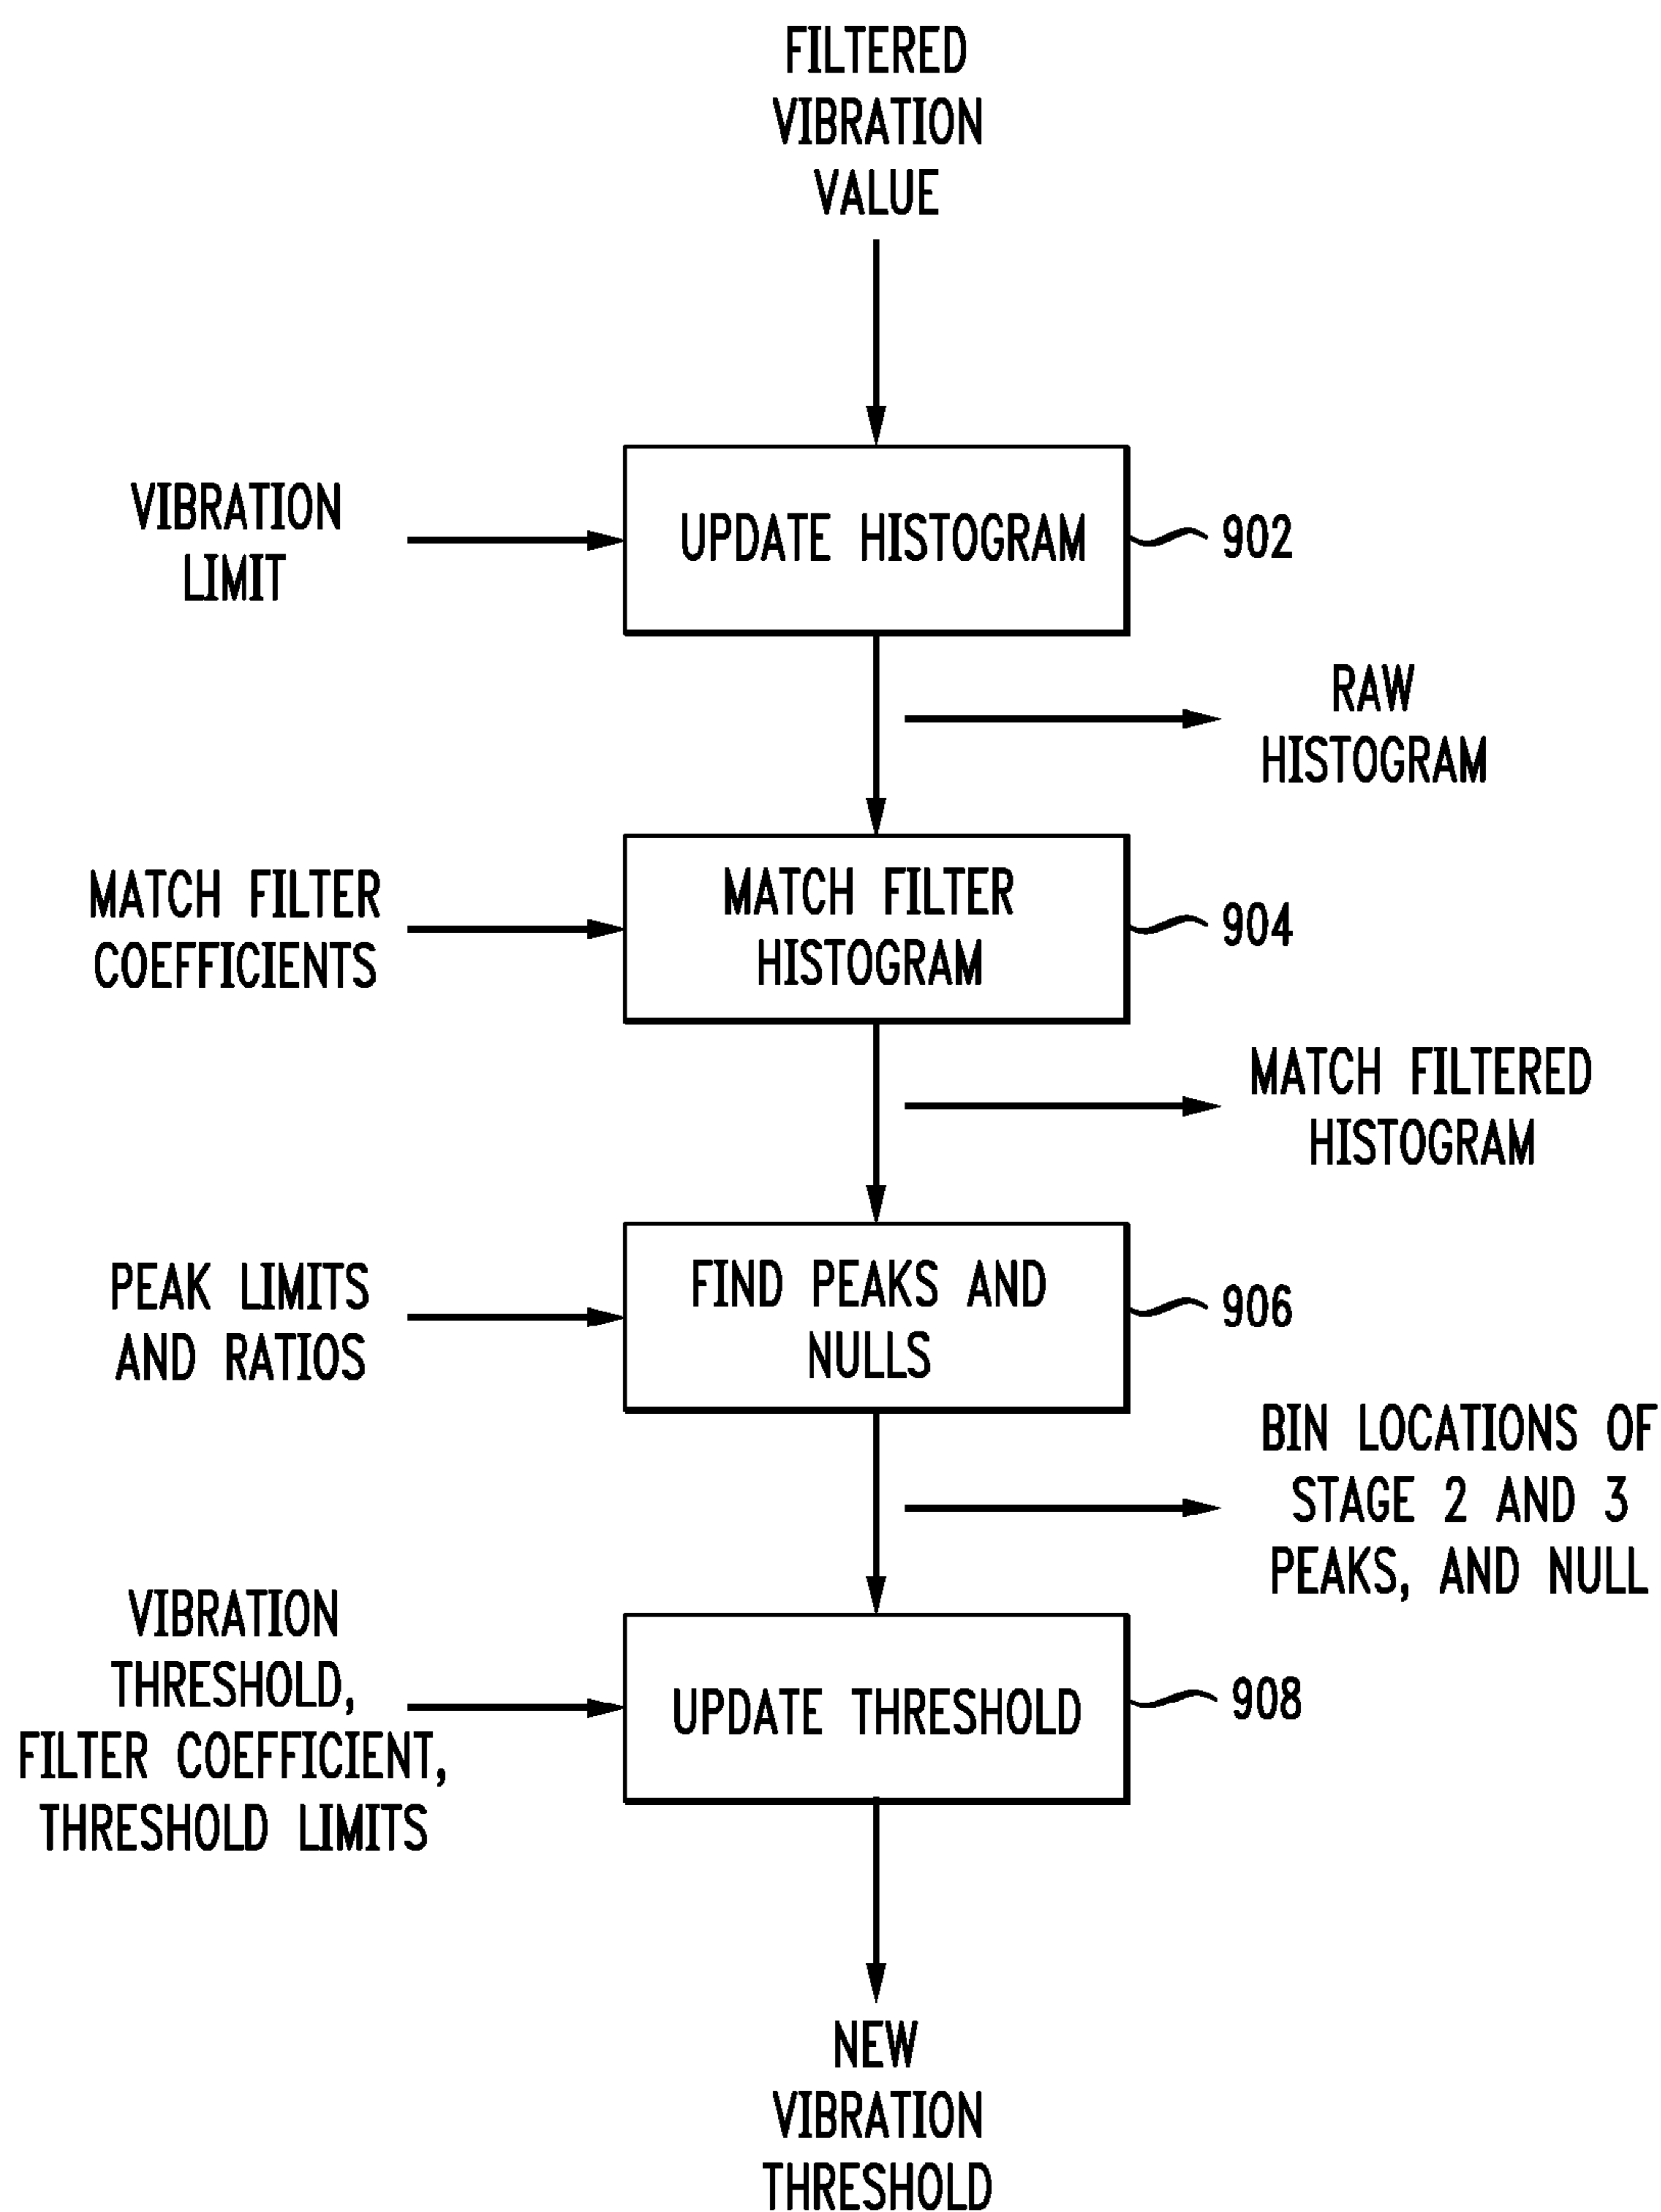 FILTERED
VIBRATION
VALUE
VIBRATION
LIMIT
UPDATE HISTOGRAM
902
RAW
HISTOGRAM
MATCH FILTER
COEFFICIENTS
MATCH FILTER
HISTOGRAM
904
MATCH FILTERED
HISTOGRAM
PEAK LIMITS
AND RATIOS
FIND PEAKS AND
NULLS
906
BIN LOCATIONS OF
STAGE 2 AND 3
PEAKS, AND NULL
VIBRATION
THRESHOLD,
FILTER COEFFICIENT,
THRESHOLD LIMITS
UPDATE THRESHOLD
908
NEW
VIBRATION
THRESHOLD